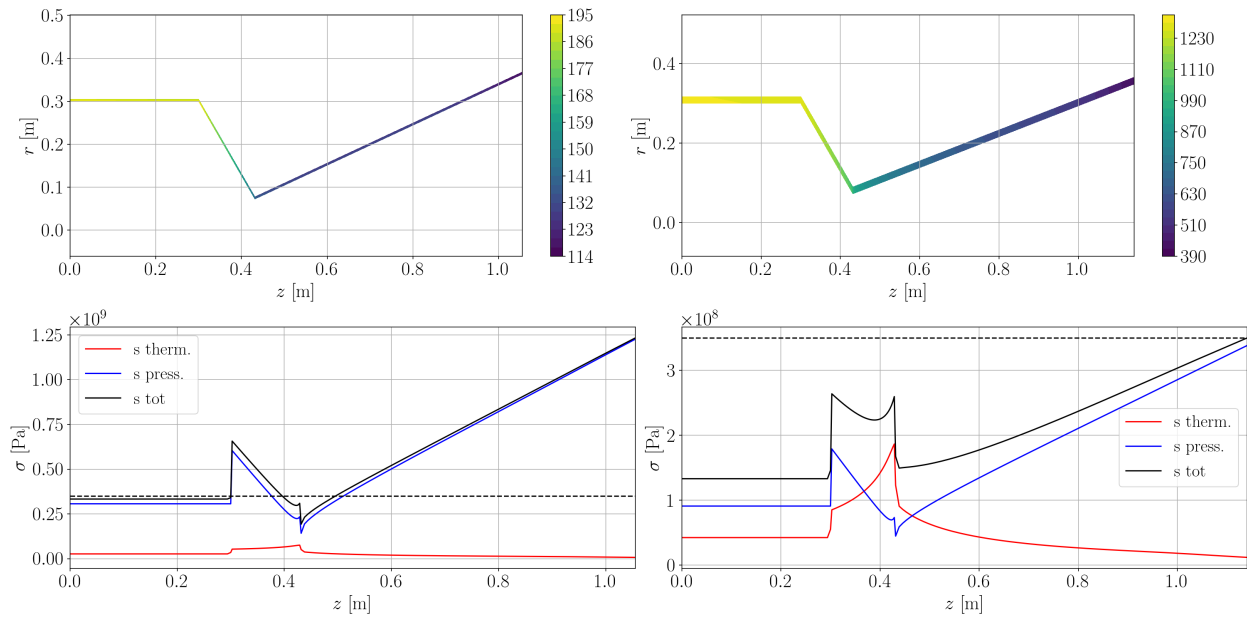 0.5
0.4
0.3
0.2
0.1
0.0
r [m]
0.0 0.2 0.4 0.6 0.8 1.0
z [m]
195
186
177
168
159
150
141
132
123
114
0.4
0.2
0.0
r [m]
0.0 0.2 0.4 0.6 0.8 1.0
z [m]
1230
1110
990
870
750
630
510
390
×10⁹
1.25
1.00
0.75
0.50
0.25
0.00
σ [Pa]
s therm.
s press.
s tot
0.0 0.2 0.4 0.6 0.8 1.0
z [m]
×10⁸
3
2
1
0
σ [Pa]
s therm.
s press.
s tot
0.0 0.2 0.4 0.6 0.8 1.0
z [m]